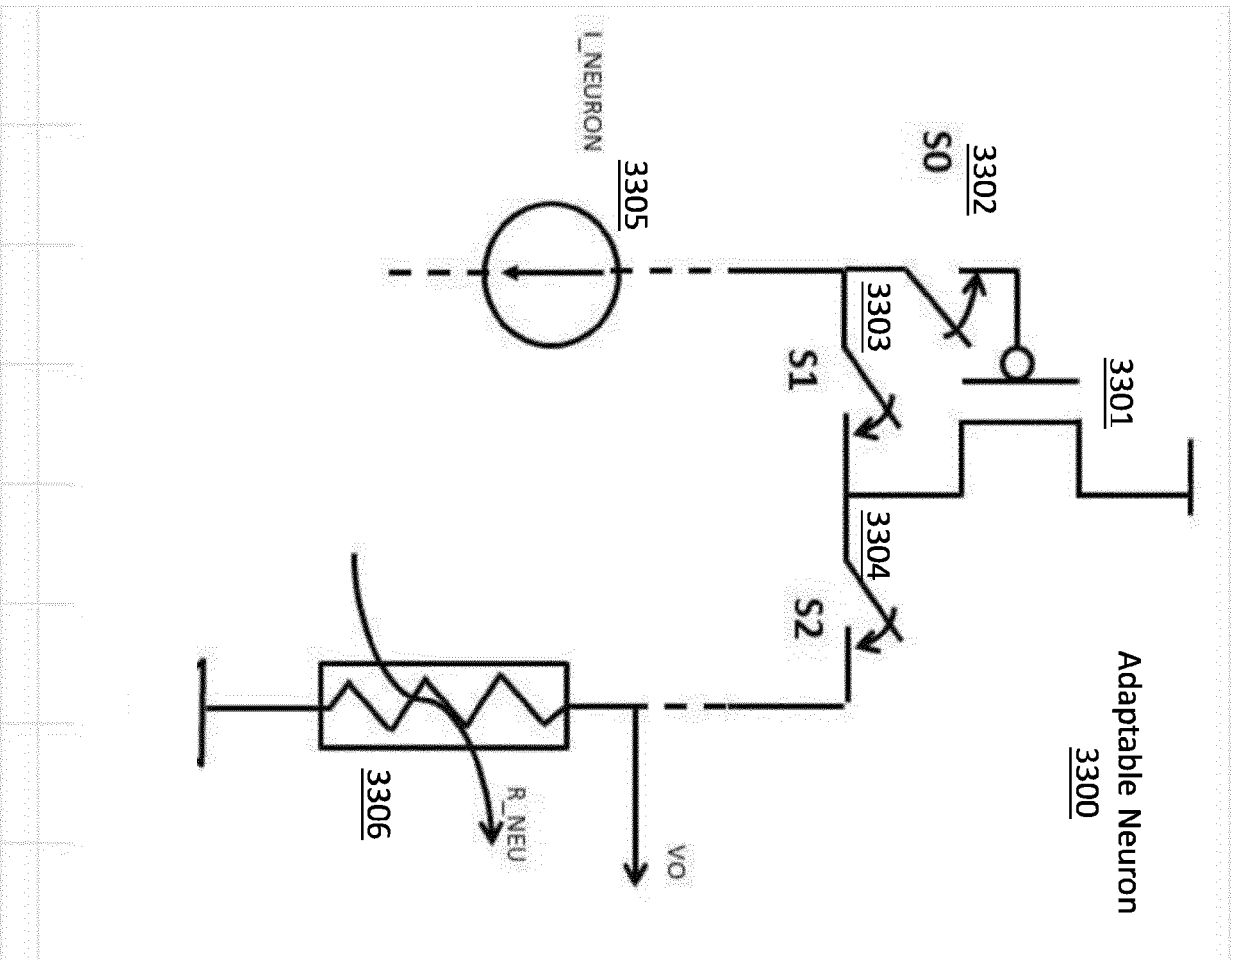 Adaptable Neuron
3300
3301
3302
S0
3303
S1
3304
S2
3305
I_NEURON
VO
R_NEU
3306